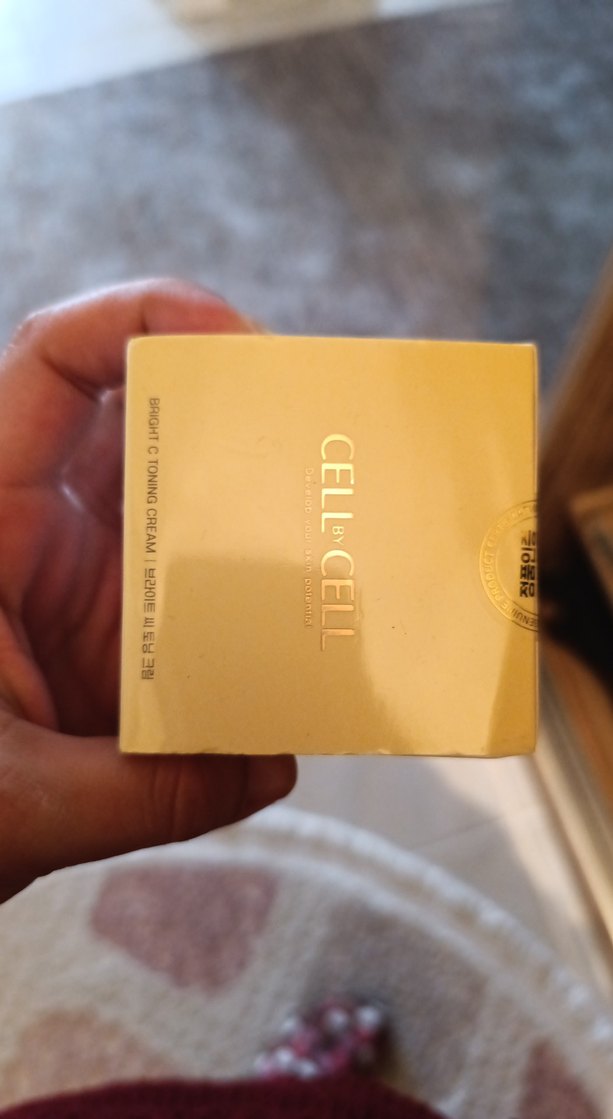 CELL BY CELL
Develop your skin potential
BRIGHT C TONING CREAM | 브라이트 씨 토닝 크림